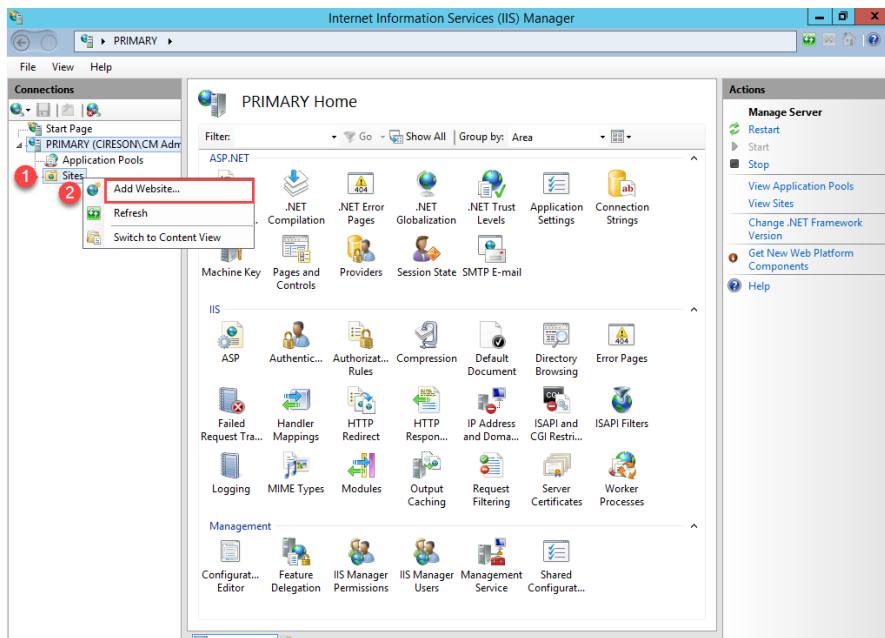 Internet Information Services (IIS) Manager
PRIMARY
File View Help
Connections
Start Page
PRIMARY (CIRESON\CM Adm
Application Pools
1 Sites
2 Add Website...
Refresh
Switch to Content View
PRIMARY Home
Filter: Go Show All Group by: Area
ASP.NET
.NET Compilation
.NET Error Pages
.NET Globalization
.NET Trust Levels
Application Settings
Connection Strings
Machine Key
Pages and Controls
Providers
Session State
SMTP E-mail
IIS
ASP
Authentic...
Authorizat... Rules
Compression
Default Document
Directory Browsing
Error Pages
Failed Request Tra...
Handler Mappings
HTTP Redirect
HTTP Respon...
IP Address and Doma...
ISAPI and CGI Restri...
ISAPI Filters
Logging
MIME Types
Modules
Output Caching
Request Filtering
Server Certificates
Worker Processes
Management
Configurat... Editor
Feature Delegation
IIS Manager Permissions
IIS Manager Users
Management Service
Shared Configurat...
Actions
Manage Server
Restart
Start
Stop
View Application Pools
View Sites
Change .NET Framework
Version
Get New Web Platform
Components
Help